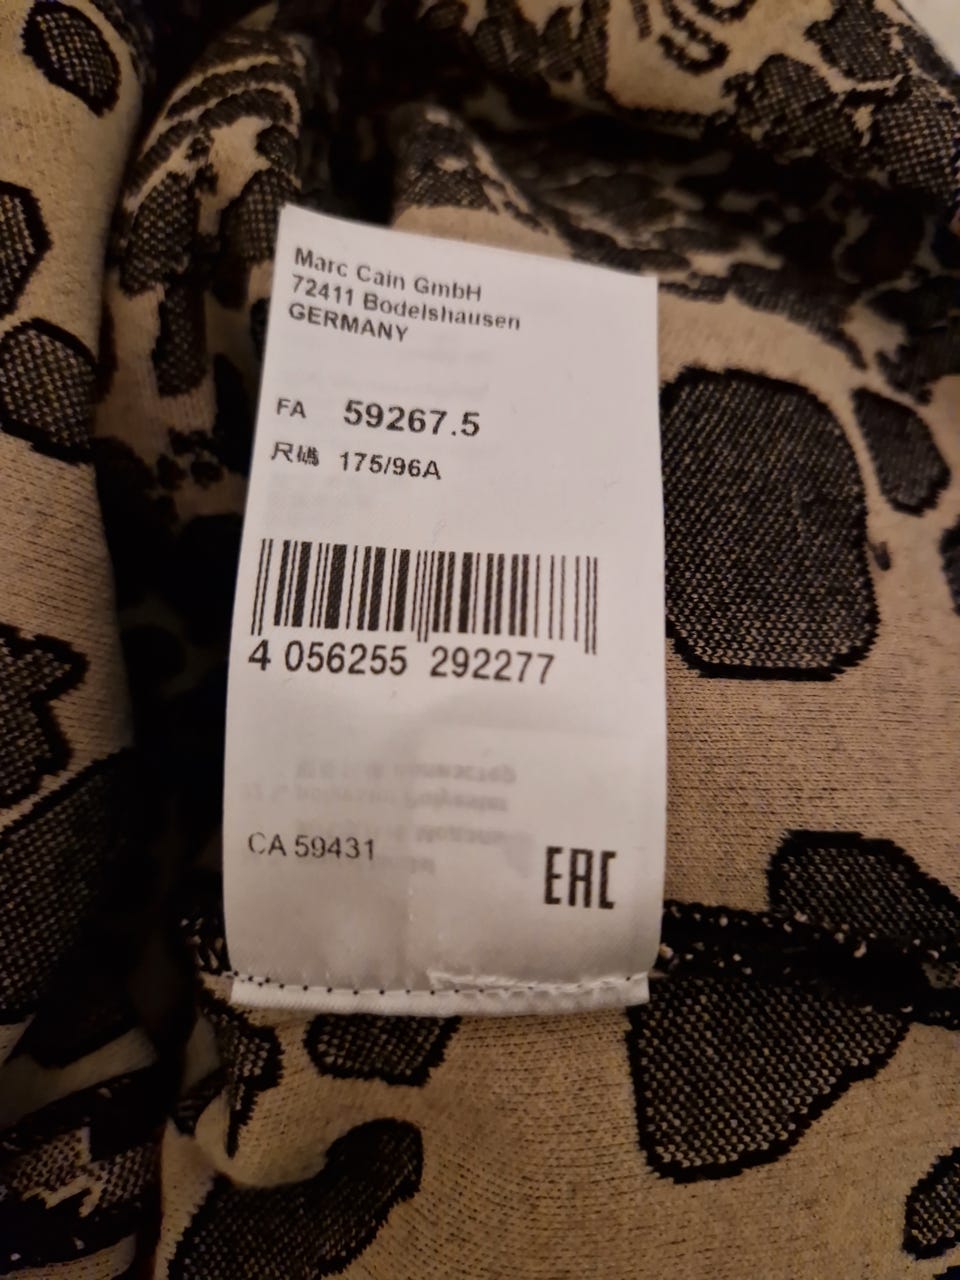 Marc Cain GmbH
72411 Bodelshausen
GERMANY
FA 59267.5
尺碼 175/96A
4 056255 292277
CA 59431
EAC